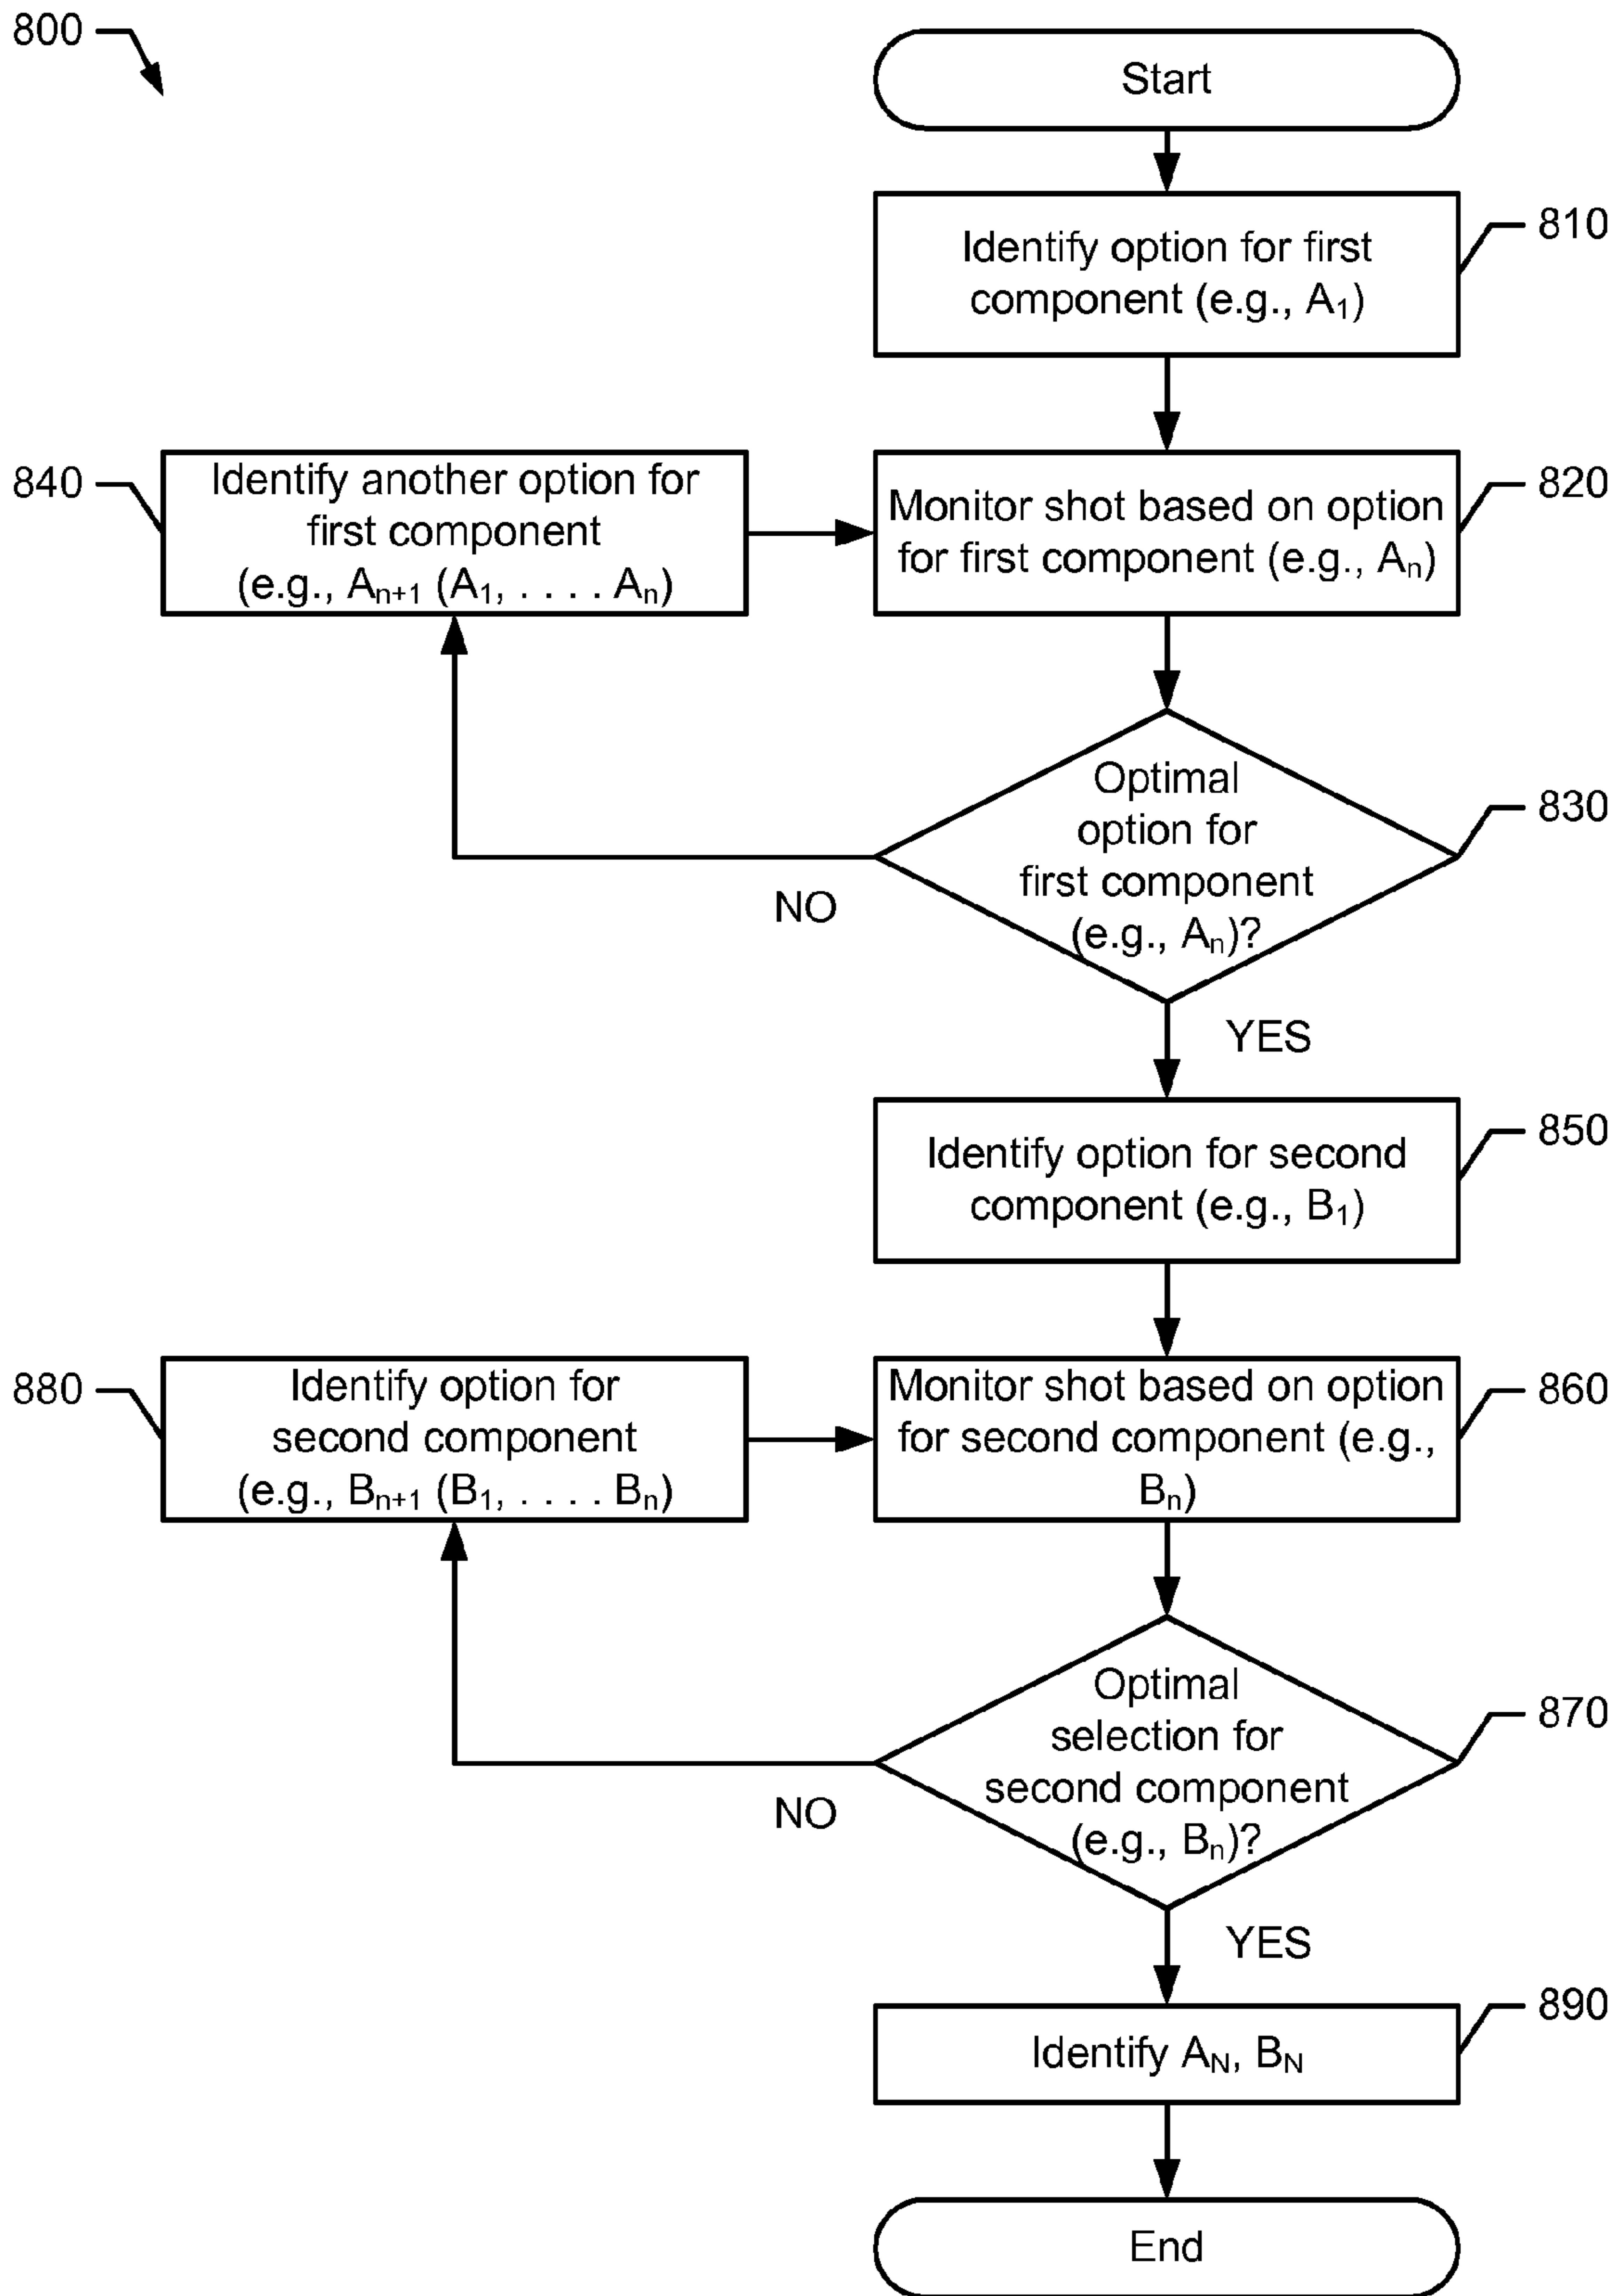 800
Start
810
Identify option for first
component (e.g., A₁)
840
Identify another option for
first component
(e.g., Aₙ₊₁ (A₁, . . . . Aₙ)
820
Monitor shot based on option
for first component (e.g., Aₙ)
830
Optimal
option for
first component
(e.g., Aₙ)?
NO
YES
850
Identify option for second
component (e.g., B₁)
880
Identify option for
second component
(e.g., Bₙ₊₁ (B₁, . . . . Bₙ)
860
Monitor shot based on option
for second component (e.g.,
Bₙ)
870
Optimal
selection for
second component
(e.g., Bₙ)?
NO
YES
890
Identify A_N, B_N
End